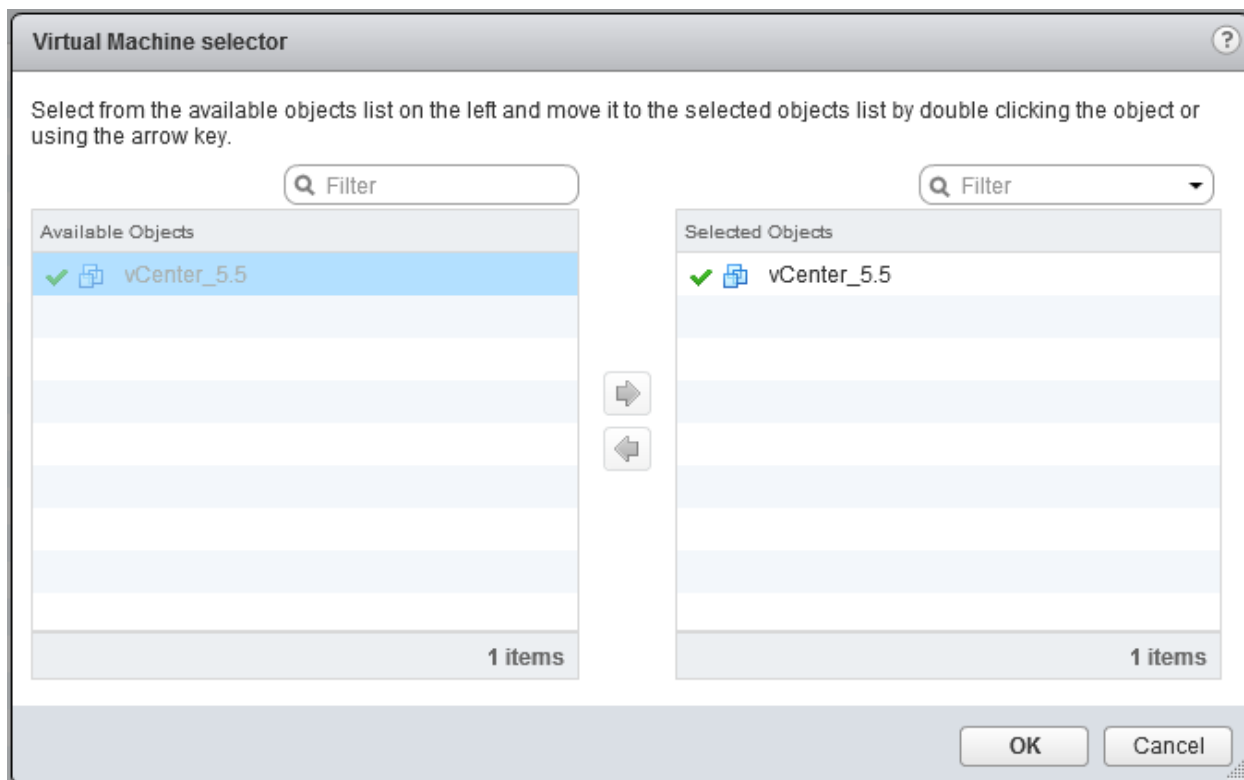 Virtual Machine selector
?
Select from the available objects list on the left and move it to the selected objects list by double clicking the object or
using the arrow key.
Filter
Filter
Available Objects
Selected Objects
vCenter_5.5
vCenter_5.5
1 items
1 items
OK
Cancel